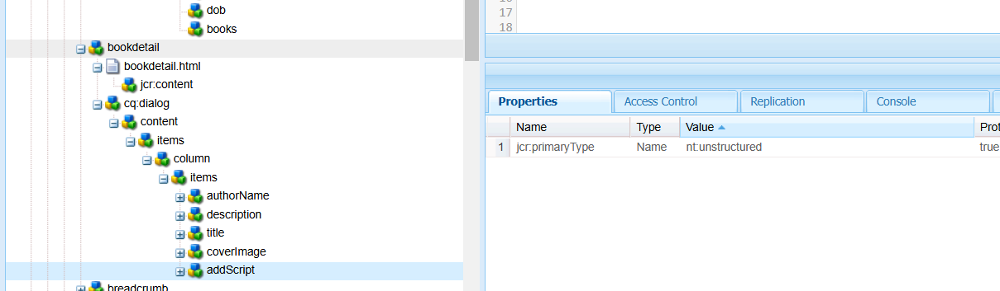 dob
books
bookdetail
bookdetail.html
jcr:content
cq:dialog
content
items
column
items
authorName
description
title
coverImage
addScript
breadcrumb
17
18
Properties Access Control Replication Console
Name Type Value Prot
1 jcr:primaryType Name nt:unstructured true